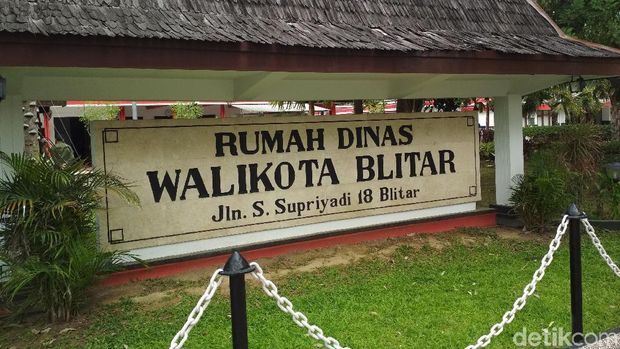 RUMAH DINAS
WALIKOTA BLITAR
Jln. S. Supriyadi 18 Blitar
detikcom